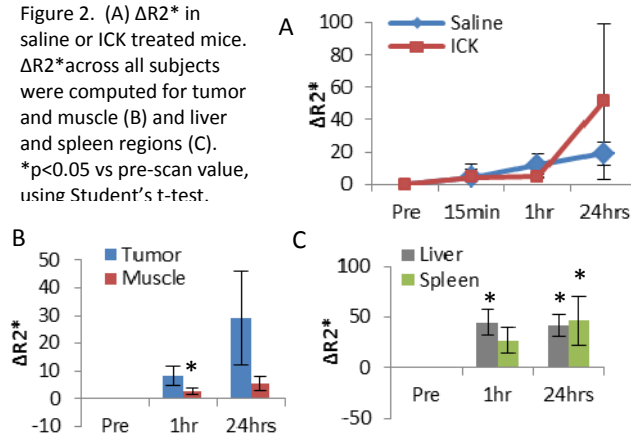 Figure 2. (A) ΔR2* in
saline or ICK treated mice.
ΔR2*across all subjects
were computed for tumor
and muscle (B) and liver
and spleen regions (C).
*p<0.05 vs pre-scan value,
using Student's t-test.
A
Saline
ICK
100
80
60
40
20
0
ΔR2*
Pre 15min 1hr 24hrs
B
Tumor
Muscle
50
40
30
20
10
0
-10
ΔR2*
*
Pre 1hr 24hrs
C
Liver
Spleen
100
50
0
-50
ΔR2*
* * *
Pre 1hr 24hrs